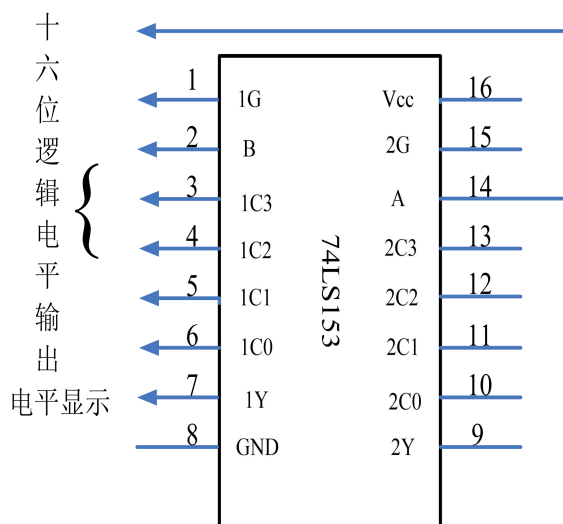 十六位逻辑电平输出
电平显示
1 1G Vcc 16
2 B 2G 15
3 1C3 A 14
4 1C2 2C3 13
5 1C1 2C2 12
6 1C0 2C1 11
7 1Y 2C0 10
8 GND 2Y 9
74LS153